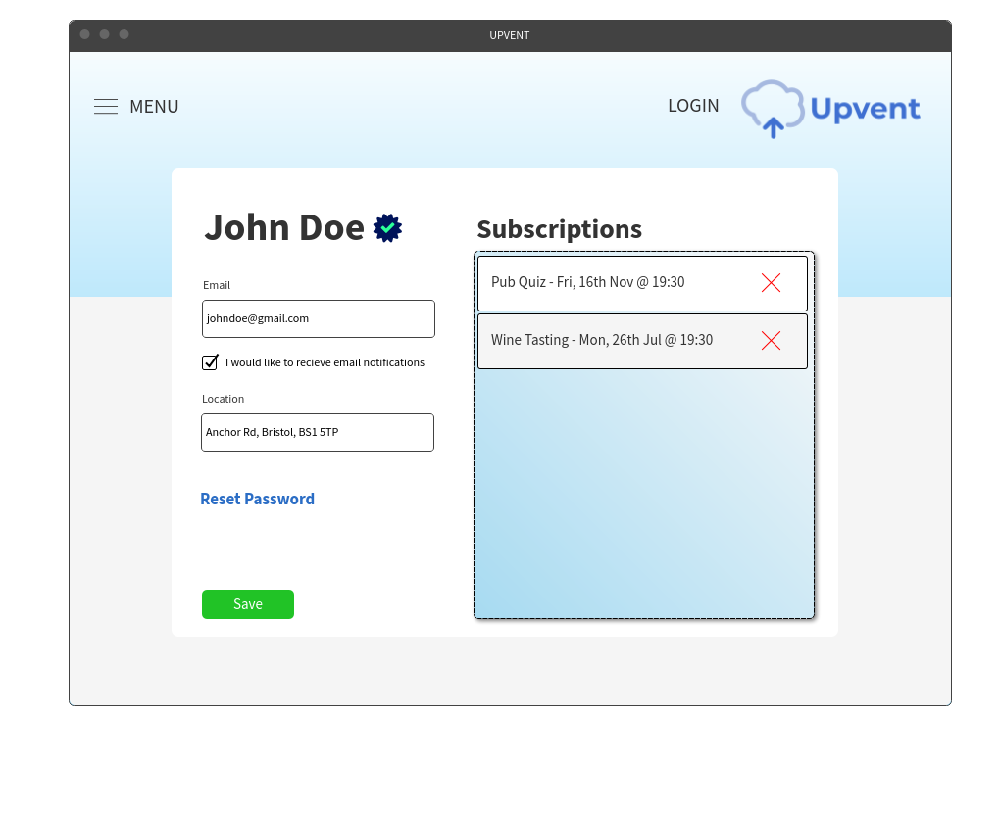 UPVENT
MENU
LOGIN
Upvent
John Doe
Email
johndoe@gmail.com
I would like to recieve email notifications
Location
Anchor Rd, Bristol, BS1 5TP
Reset Password
Save
Subscriptions
Pub Quiz - Fri, 16th Nov @ 19:30
Wine Tasting - Mon, 26th Jul @ 19:30